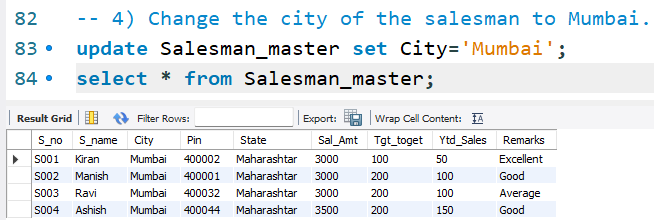 82 -- 4) Change the city of the salesman to Mumbai.
83 update Salesman_master set City='Mumbai';
84 select * from Salesman_master;
Result Grid Filter Rows: Export: Wrap Cell Content:
S_no S_name City Pin State Sal_Amt Tgt_toget Ytd_Sales Remarks
S001 Kiran Mumbai 400002 Maharashtar 3000 100 50 Excellent
S002 Manish Mumbai 400001 Maharashtar 3000 200 100 Good
S003 Ravi Mumbai 400032 Maharashtar 3000 200 100 Average
S004 Ashish Mumbai 400044 Maharashtar 3500 200 150 Good